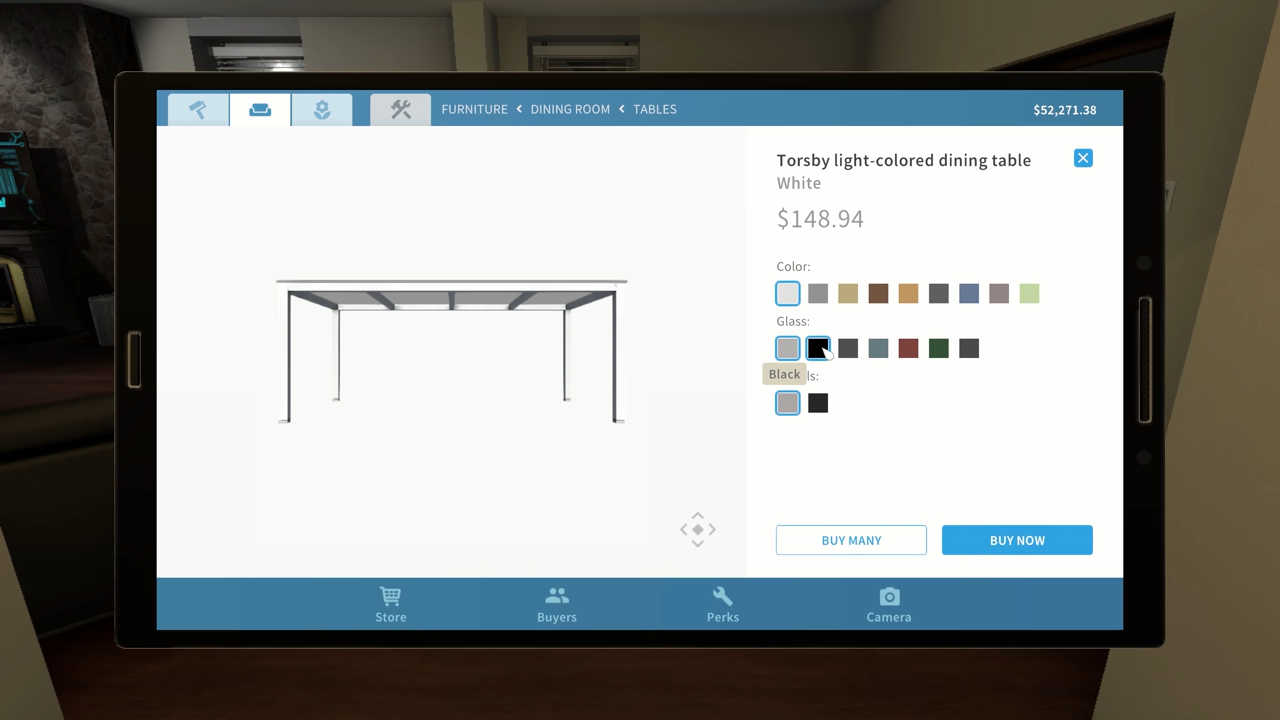 FURNITURE < DINING ROOM < TABLES
$52,271.38
Torsby light-colored dining table
White
$148.94
Color:
Glass:
Black
ls:
BUY MANY
BUY NOW
Store
Buyers
Perks
Camera